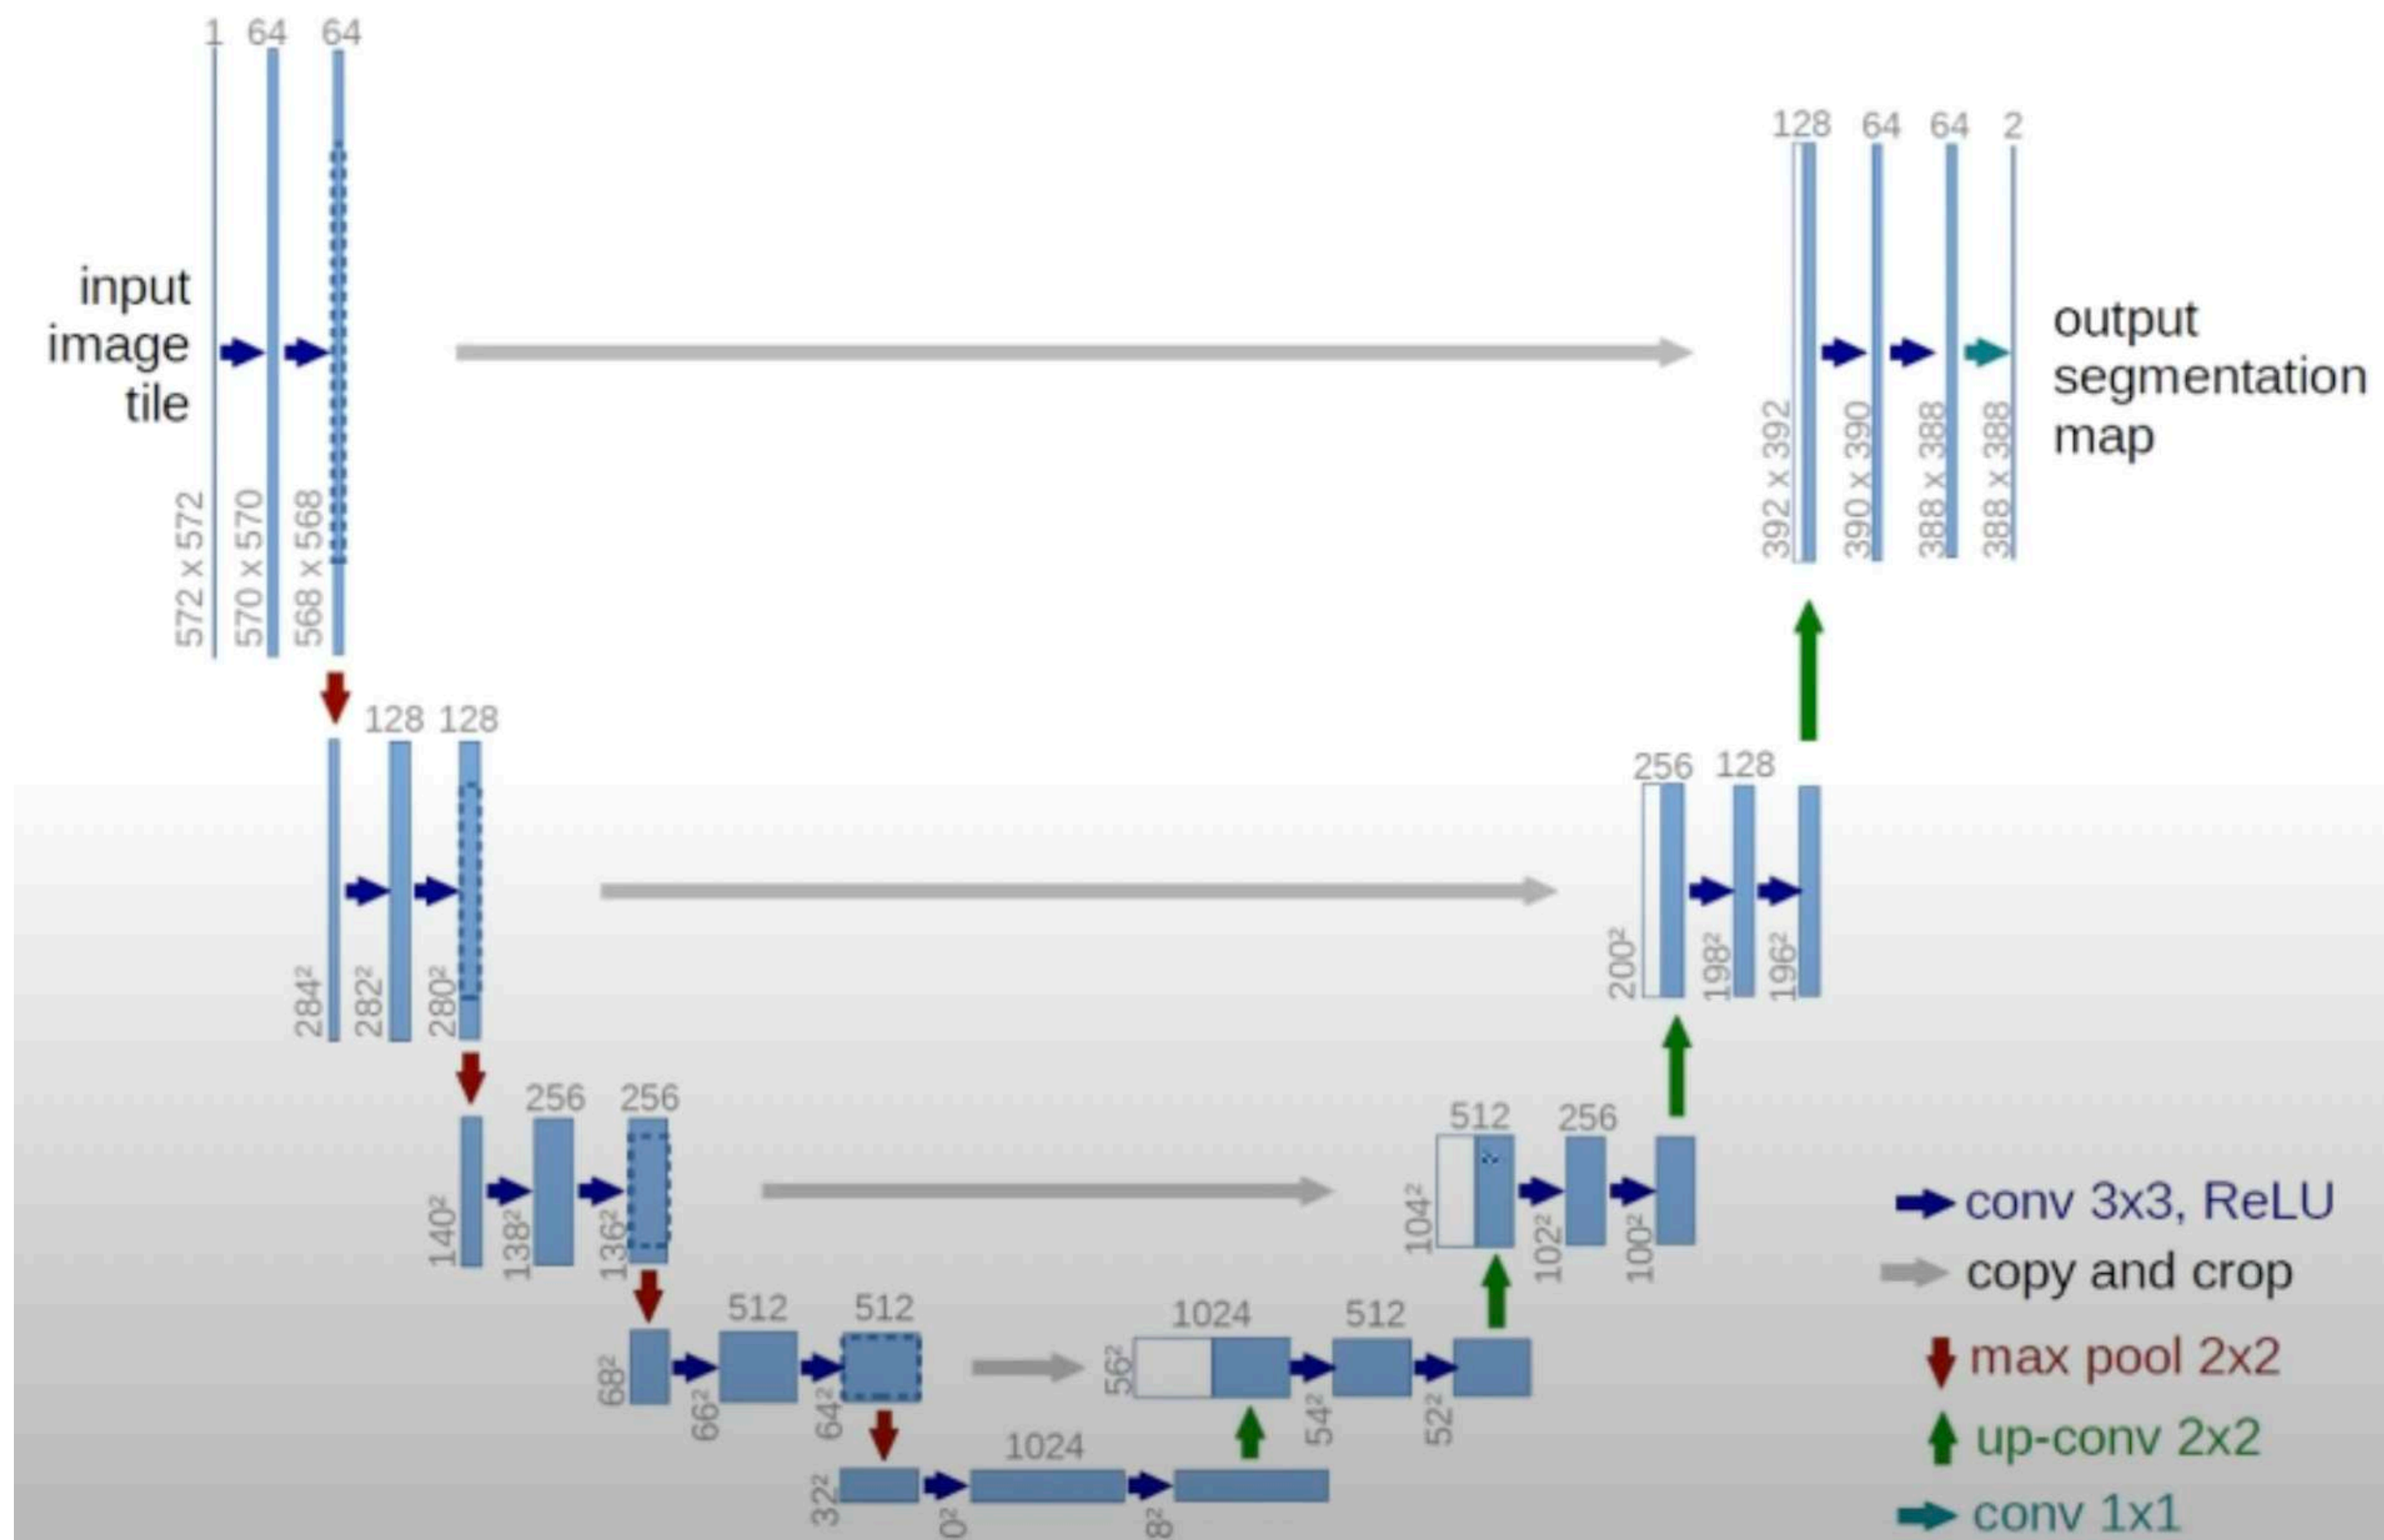 1 64 64
128 64 64 2
input
image
tile
output
segmentation
map
572 x 572
570 x 570
568 x 568
392 x 392
390 x 390
388 x 388
388 x 388
128 128
256 128
284²
282²
280²
200²
198²
196²
256 256
512 256
140²
138²
136²
104²
102²
100²
512 512
1024 512
68²
66²
64²
56²
54²
52²
1024
32²
0²
8²
conv 3x3, ReLU
copy and crop
max pool 2x2
up-conv 2x2
conv 1x1